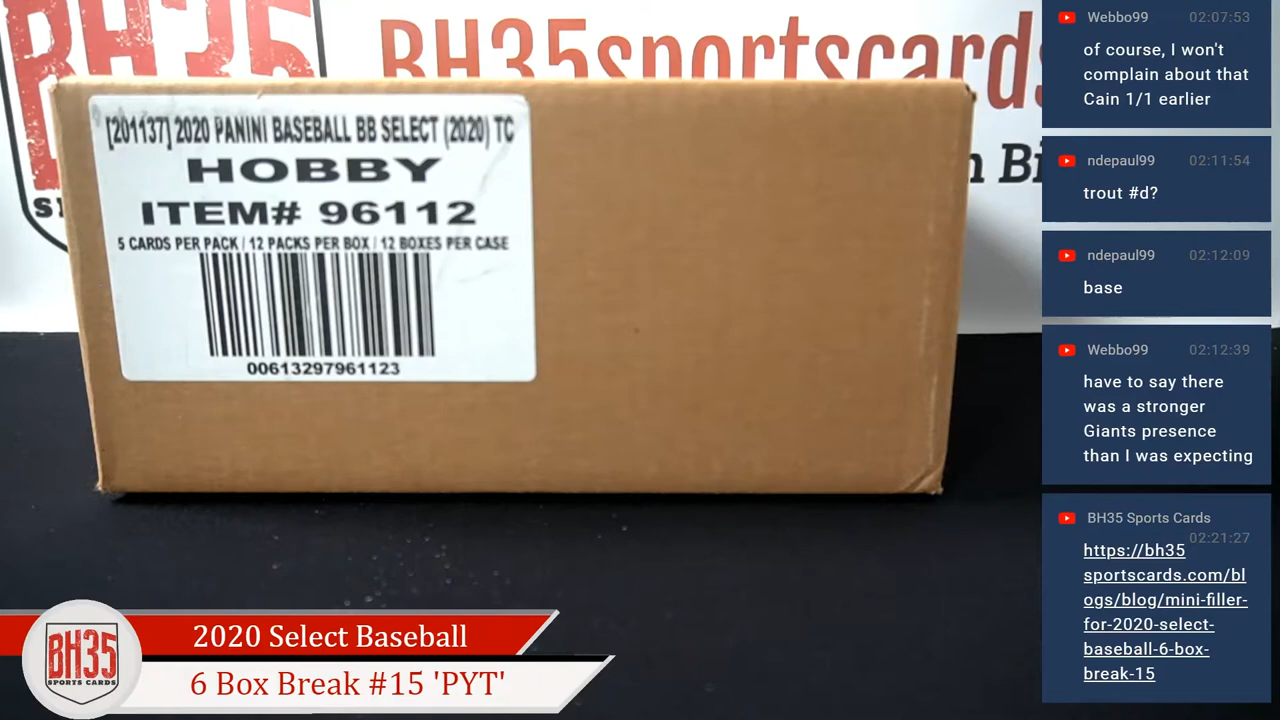 BH35
BH35sportscards
n Bi
[201137] 2020 PANINI BASEBALL BB SELECT (2020) TC
HOBBY
ITEM# 96112
5 CARDS PER PACK / 12 PACKS PER BOX / 12 BOXES PER CASE
00613297961123
BH35
SPORTS CARDS
2020 Select Baseball
6 Box Break #15 'PYT'
Webbo99 02:07:53
of course, I won't
complain about that
Cain 1/1 earlier
ndepaul99 02:11:54
trout #d?
ndepaul99 02:12:09
base
Webbo99 02:12:39
have to say there
was a stronger
Giants presence
than I was expecting
BH35 Sports Cards
02:21:27
https://bh35
sportscards.com/bl
ogs/blog/mini-filler-
for-2020-select-
baseball-6-box-
break-15